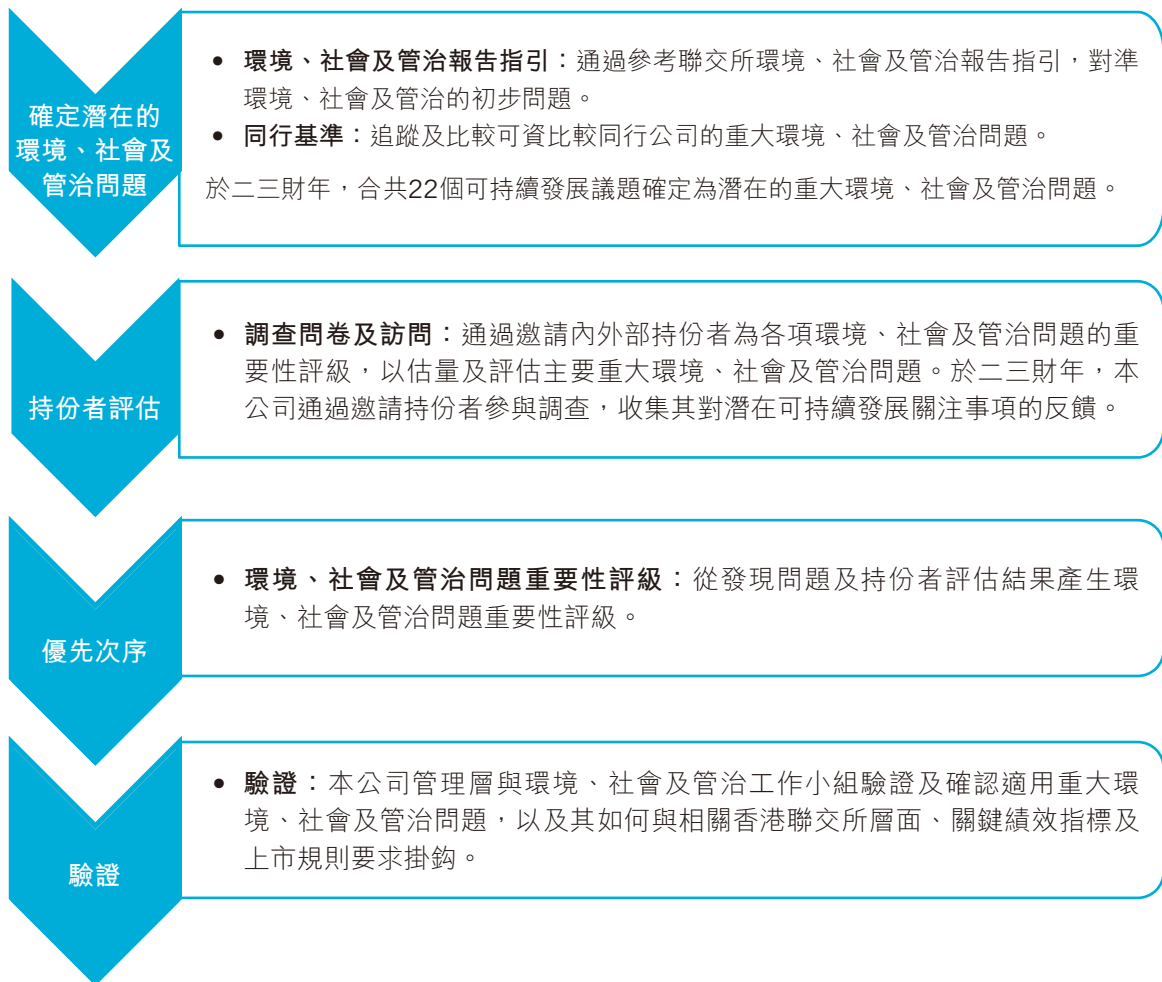 確定潛在的
環境、社會及
管治問題
• 環境、社會及管治報告指引：通過參考聯交所環境、社會及管治報告指引，對準
環境、社會及管治的初步問題。
• 同行基準：追蹤及比較可資比較同行公司的重大環境、社會及管治問題。
於二三財年，合共22個可持續發展議題確定為潛在的重大環境、社會及管治問題。
持份者評估
• 調查問卷及訪問：通過邀請內外部持份者為各項環境、社會及管治問題的重
要性評級，以估量及評估主要重大環境、社會及管治問題。於二三財年，本
公司通過邀請持份者參與調查，收集其對潛在可持續發展關注事項的反饋。
優先次序
• 環境、社會及管治問題重要性評級：從發現問題及持份者評估結果產生環
境、社會及管治問題重要性評級。
驗證
• 驗證：本公司管理層與環境、社會及管治工作小組驗證及確認適用重大環
境、社會及管治問題，以及其如何與相關香港聯交所層面、關鍵績效指標及
上市規則要求掛鈎。